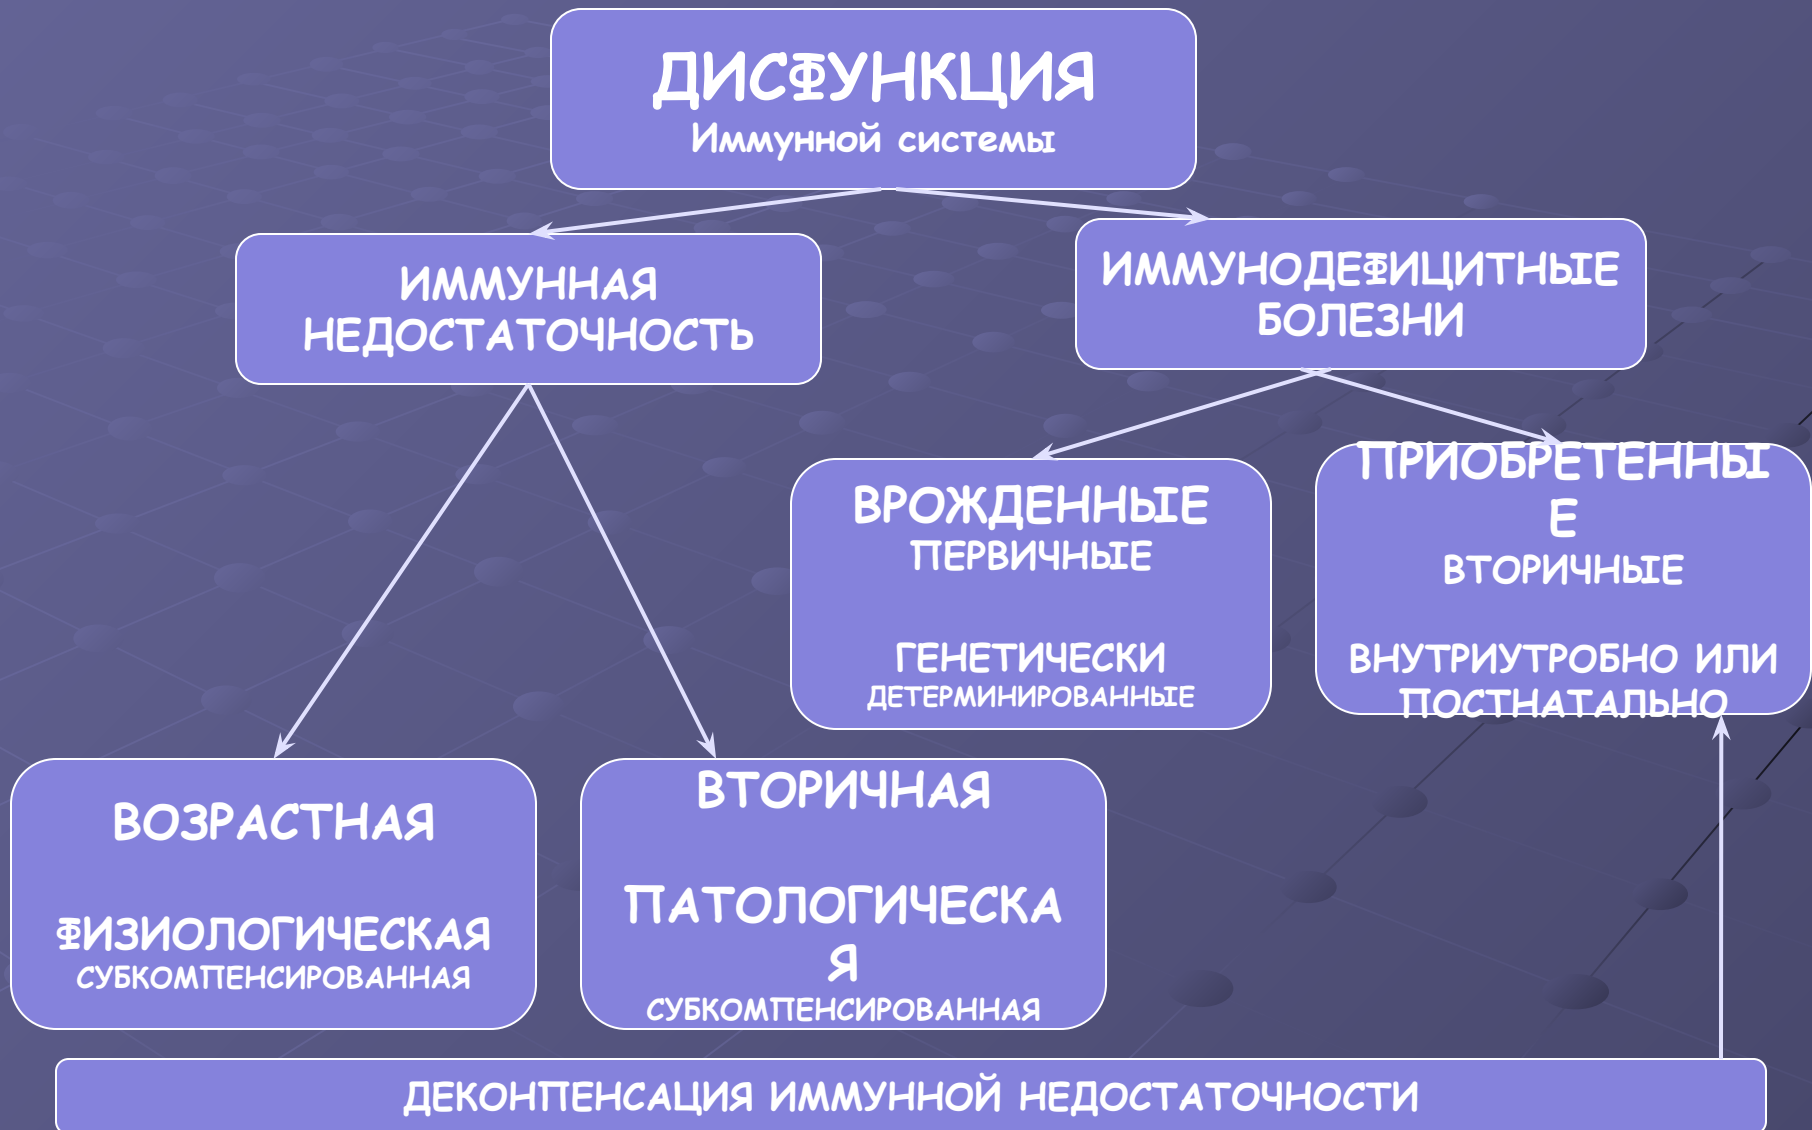 ДИСФУНКЦИЯ
Иммунной системы
ИММУННАЯ
НЕДОСТАТОЧНОСТЬ
ИММУНОДЕФИЦИТНЫЕ
БОЛЕЗНИ
ВРОЖДЕННЫЕ
ПЕРВИЧНЫЕ
ГЕНЕТИЧЕСКИ
ДЕТЕРМИНИРОВАННЫЕ
ПРИОБРЕТЕННЫ
Е
ВТОРИЧНЫЕ
ВНУТРИУТРОБНО ИЛИ
ПОСТНАТАЛЬНО
ВОЗРАСТНАЯ
ФИЗИОЛОГИЧЕСКАЯ
СУБКОМПЕНСИРОВАННАЯ
ВТОРИЧНАЯ
ПАТОЛОГИЧЕСКА
Я
СУБКОМПЕНСИРОВАННАЯ
ДЕКОНПЕНСАЦИЯ ИММУННОЙ НЕДОСТАТОЧНОСТИ